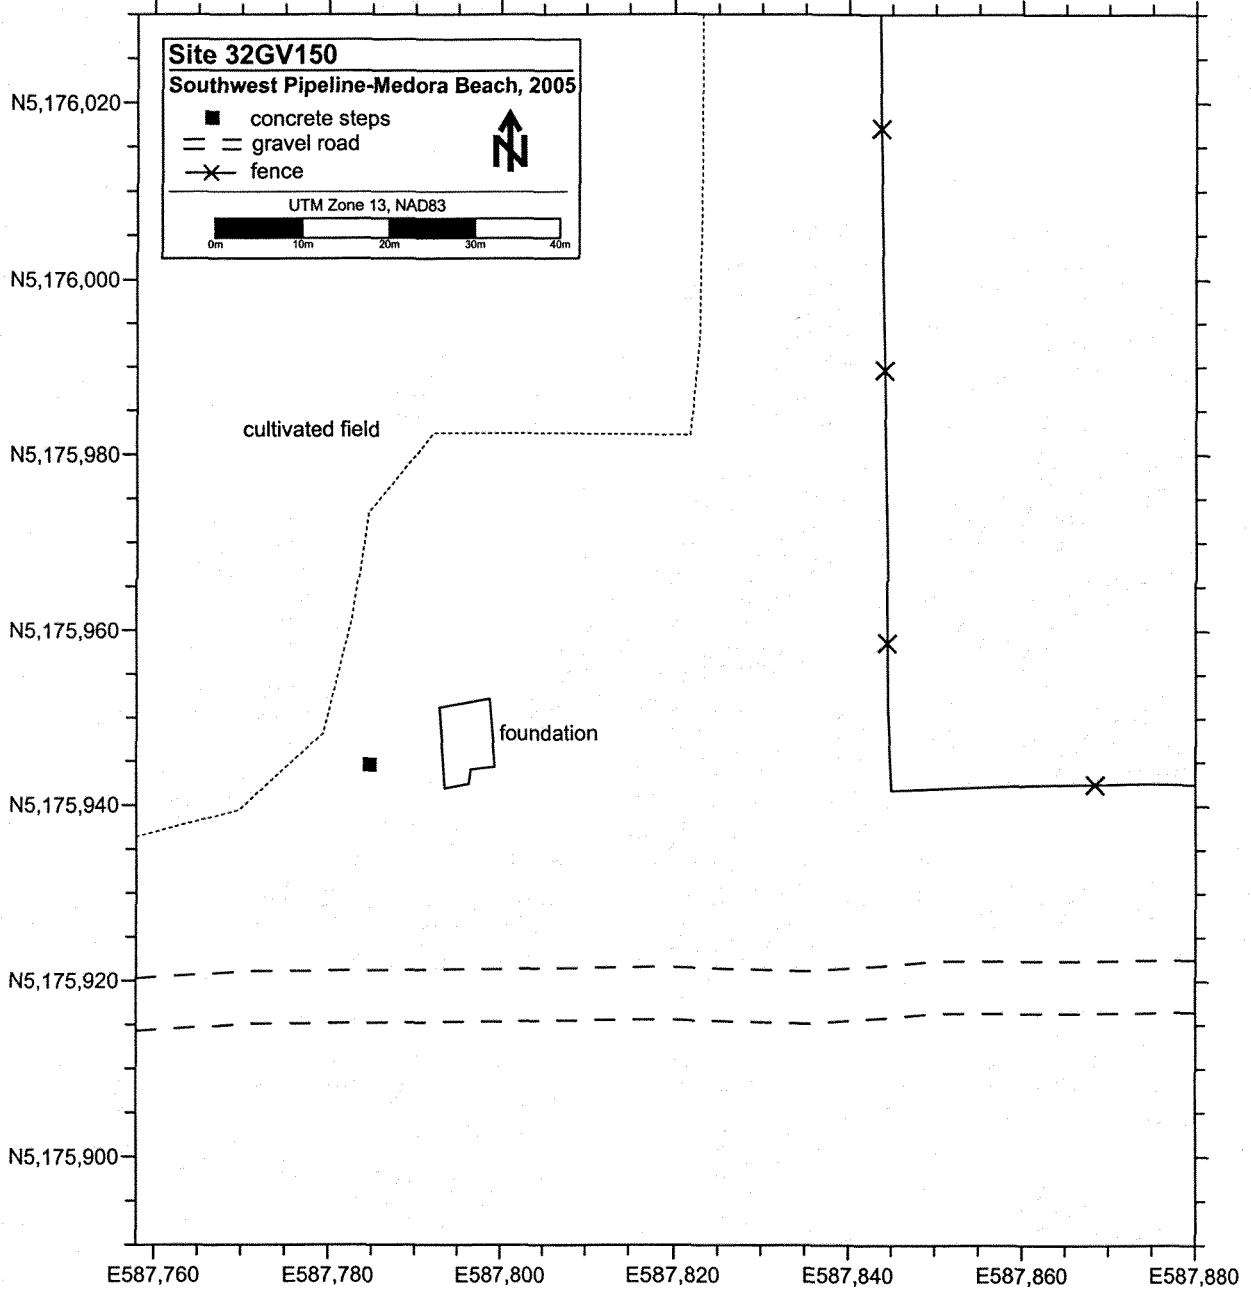 Site 32GV150
Southwest Pipeline-Medora Beach, 2005
concrete steps
gravel road
fence
N
UTM Zone 13, NAD83
0m 10m 20m 30m 40m
N5,176,020
N5,176,000
cultivated field
N5,175,980
N5,175,960
foundation
N5,175,940
N5,175,920
N5,175,900
E587,760 E587,780 E587,800 E587,820 E587,840 E587,860 E587,880